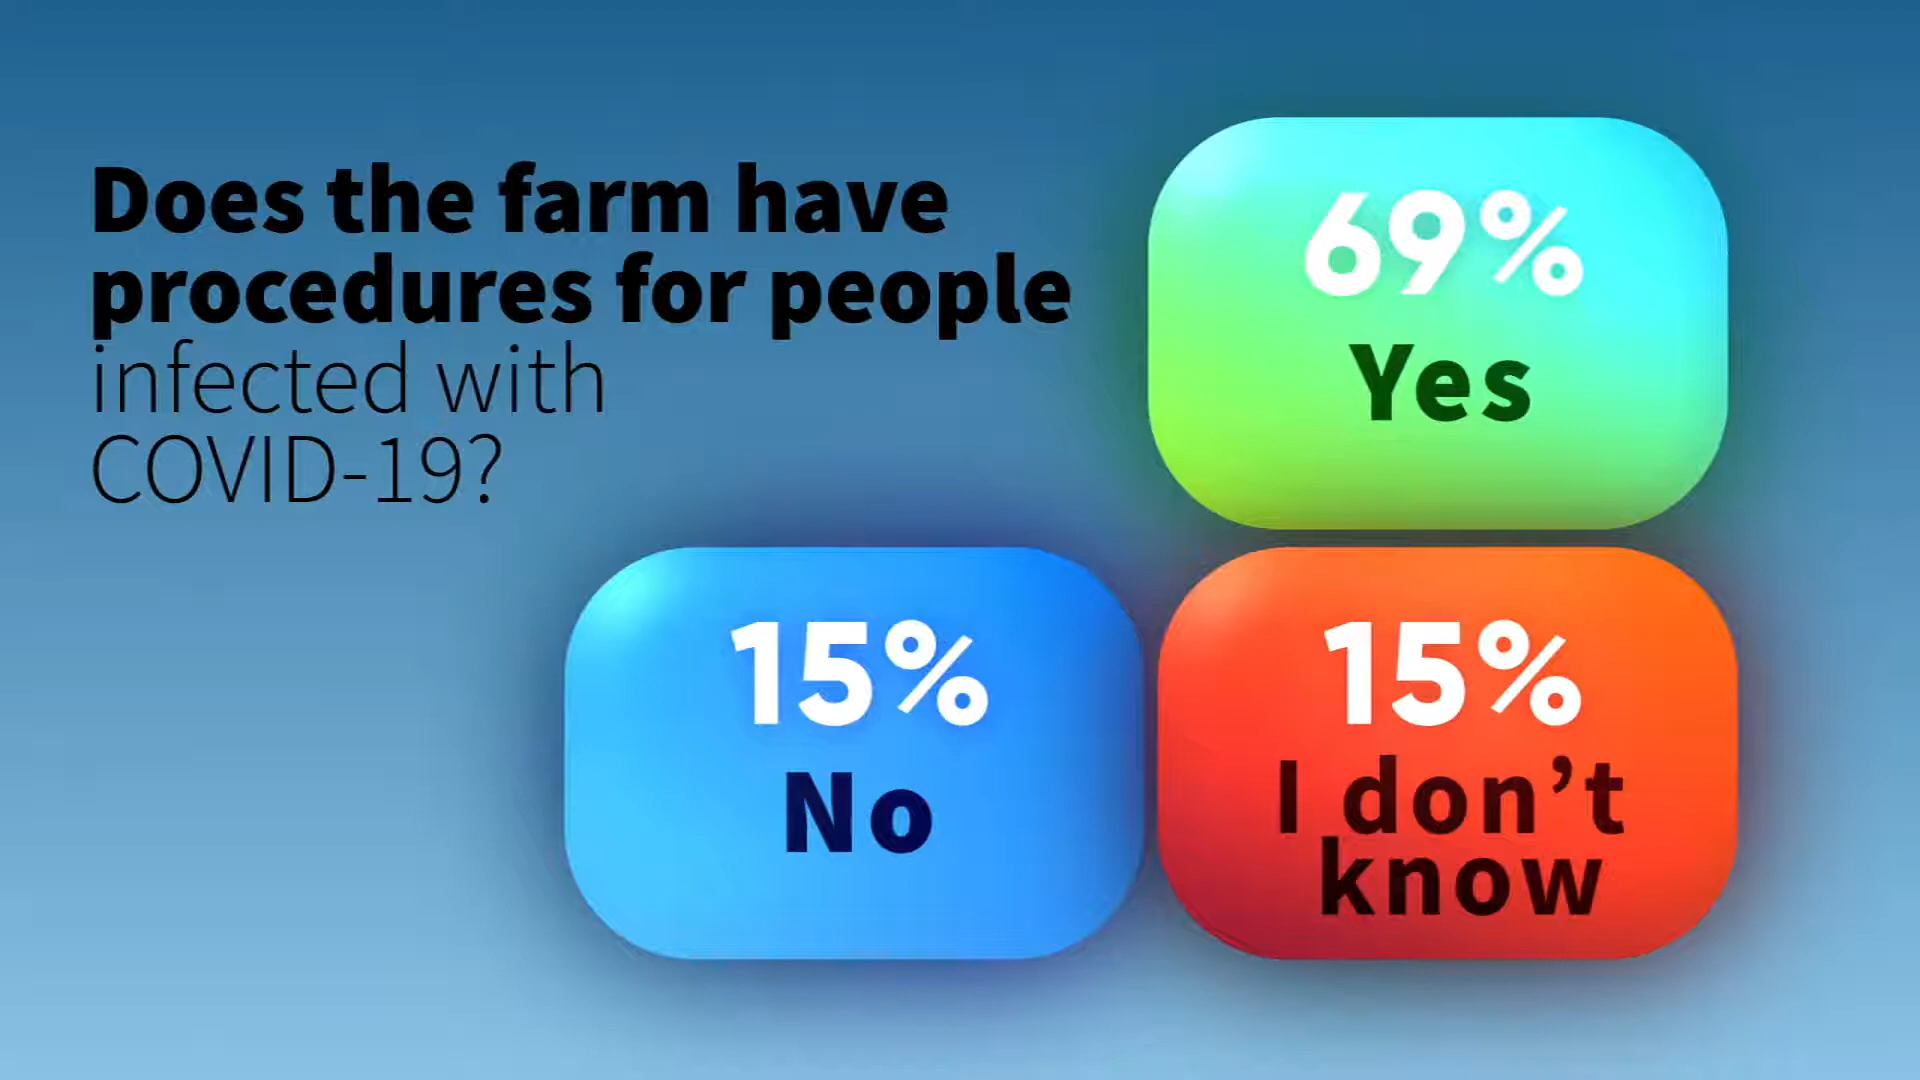 Does the farm have
procedures for people
infected with
COVID-19?
69%
Yes
15%
No
15%
I don’t
know